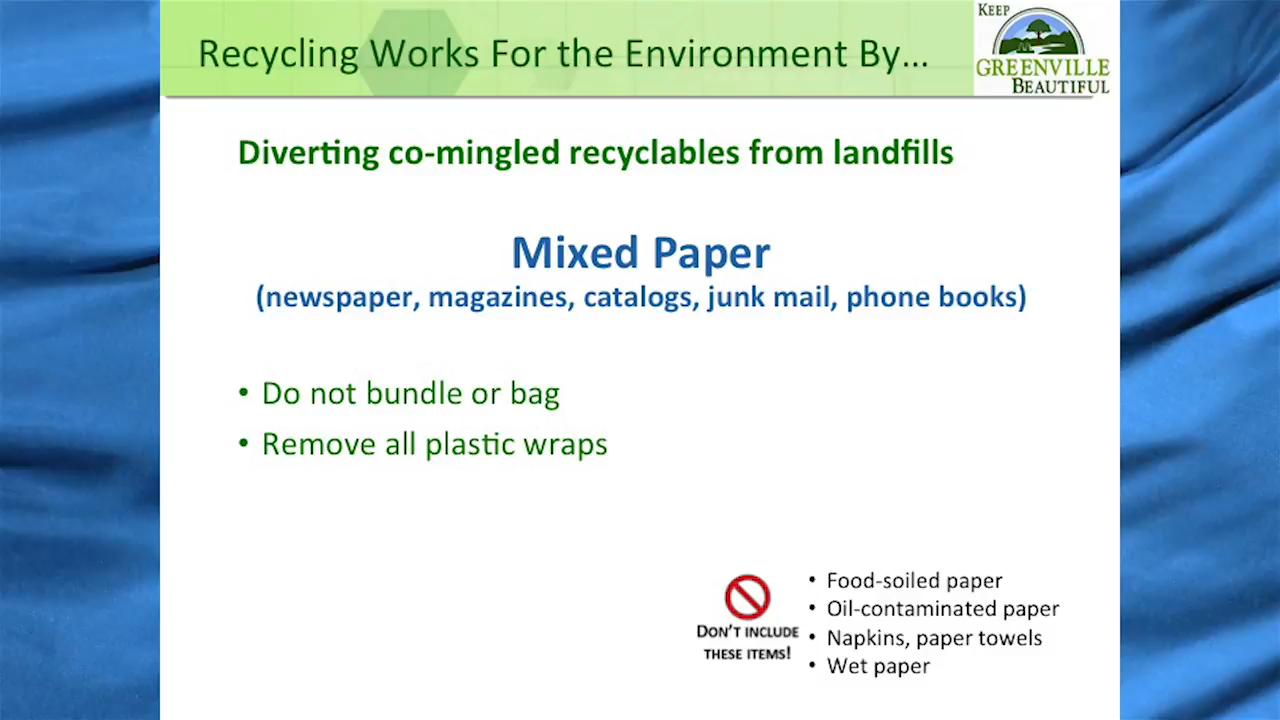 Recycling Works For the Environment By...
KEEP
GREENVILLE
BEAUTIFUL
Diverting co-mingled recyclables from landfills
Mixed Paper
(newspaper, magazines, catalogs, junk mail, phone books)
• Do not bundle or bag
• Remove all plastic wraps
DON'T INCLUDE
THESE ITEMS!
• Food-soiled paper
• Oil-contaminated paper
• Napkins, paper towels
• Wet paper